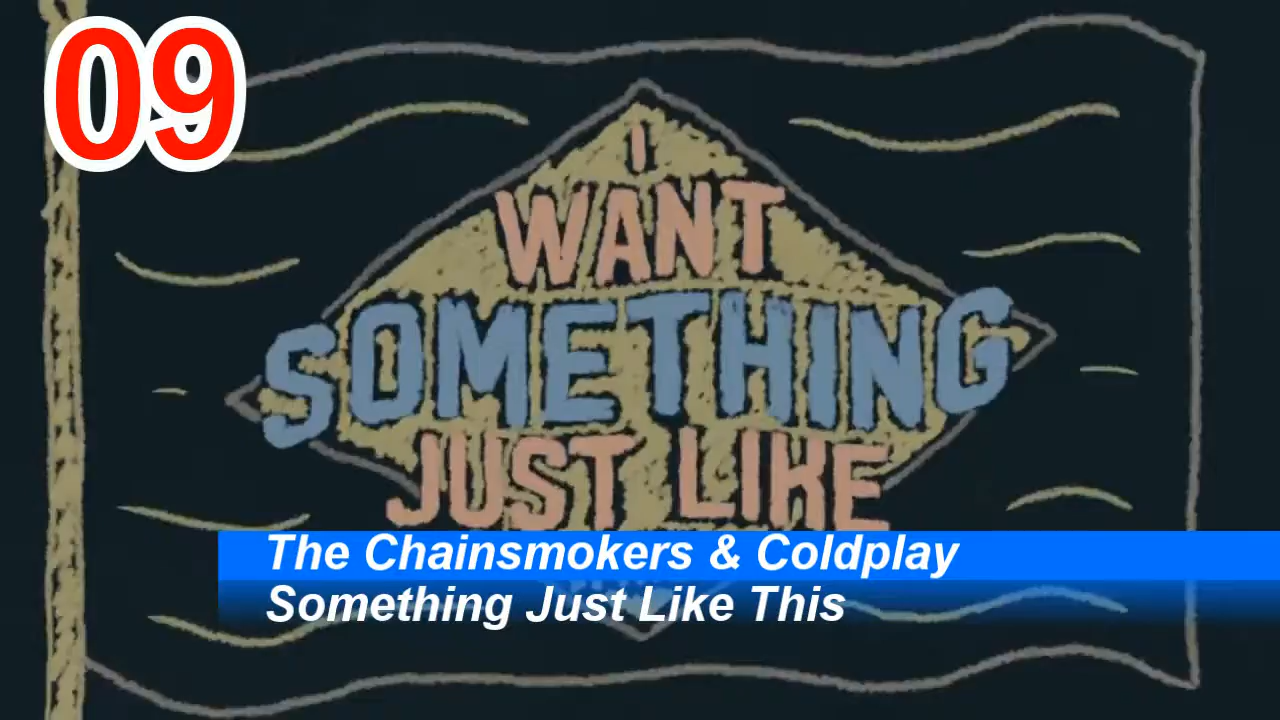 09
I
WANT
SOMETHING
JUST LIKE
The Chainsmokers & Coldplay
Something Just Like This